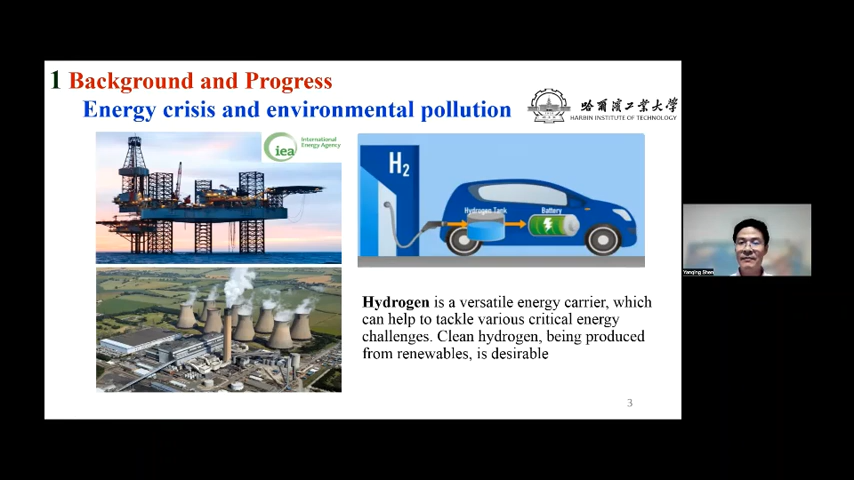 1 Background and Progress
Energy crisis and environmental pollution
哈爾濱工業大學
HARBIN INSTITUTE OF TECHNOLOGY
iea
International
Energy Agency
H2
Hydrogen Tank
Battery
Hydrogen is a versatile energy carrier, which
can help to tackle various critical energy
challenges. Clean hydrogen, being produced
from renewables, is desirable
3
Yanqing Shen